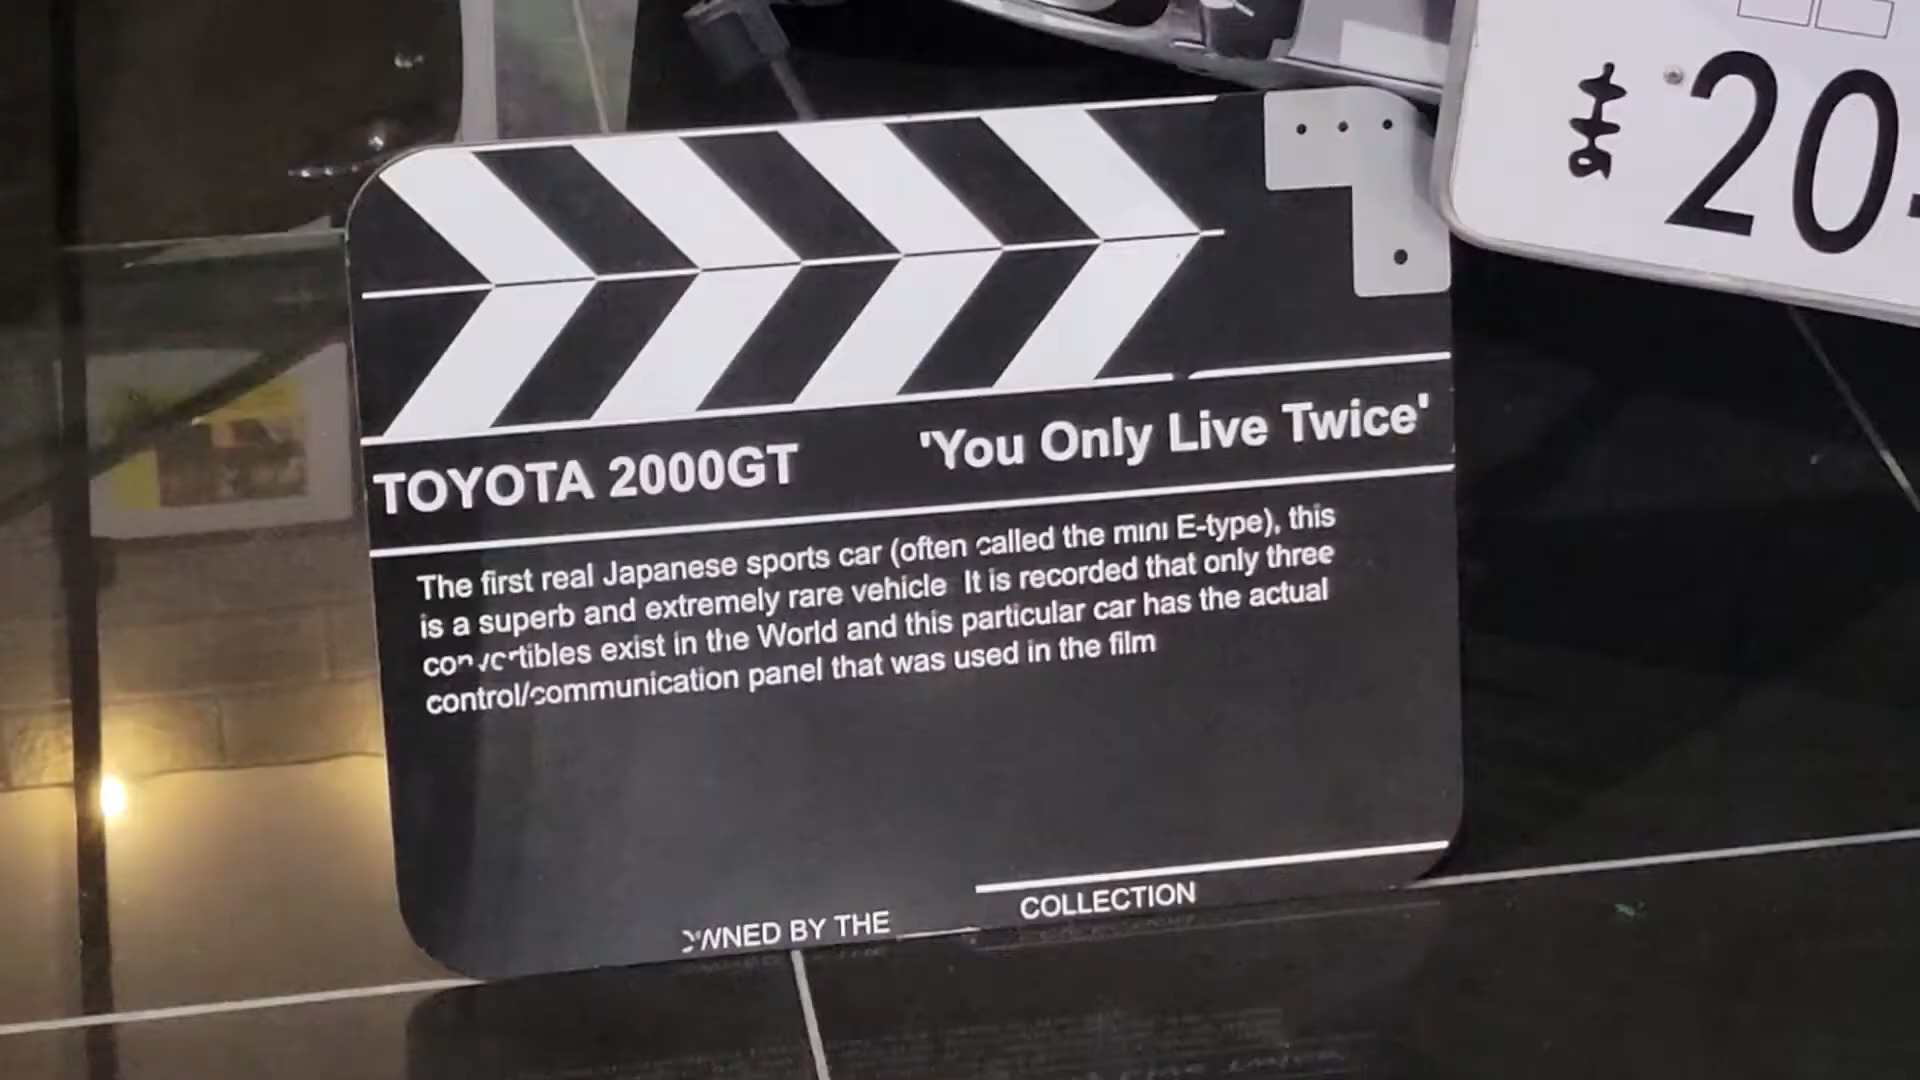 ま 20
TOYOTA 2000GT 'You Only Live Twice'
The first real Japanese sports car (often called the mini E-type), this
is a superb and extremely rare vehicle It is recorded that only three
convertibles exist in the World and this particular car has the actual
control/communication panel that was used in the film
OWNED BY THE COLLECTION